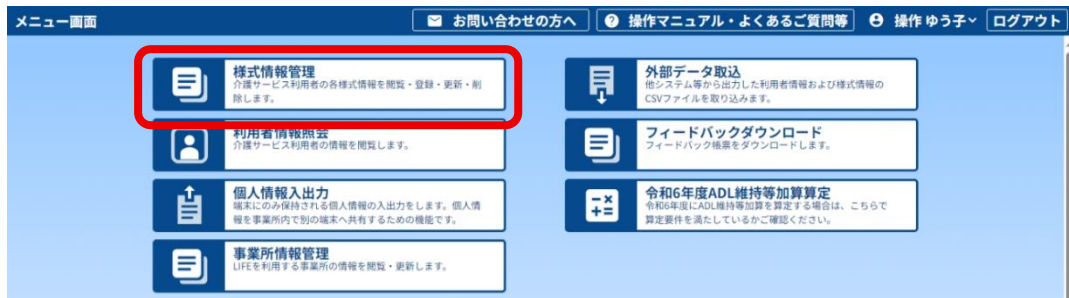 メニュー画面
お問い合わせの方へ
操作マニュアル・よくあるご質問等
操作 ゆう子
ログアウト
様式情報管理
介護サービス利用者の各様式情報を閲覧・登録・更新・削
除します。
利用者情報照会
介護サービス利用者の情報を閲覧します。
個人情報入出力
端末にのみ保持される個人情報の入出力をします。個人情
報を事業所内で別の端末へ共有するための機能です。
事業所情報管理
LIFEを利用する事業所の情報を閲覧・更新します。
外部データ取込
他システム等から出力した利用者情報および様式情報の
CSVファイルを取り込みます。
フィードバックダウンロード
フィードバック帳票をダウンロードします。
令和6年度ADL維持等加算算定
令和6年度にADL維持等加算を算定する場合は、こちらで
算定要件を満たしているかご確認ください。